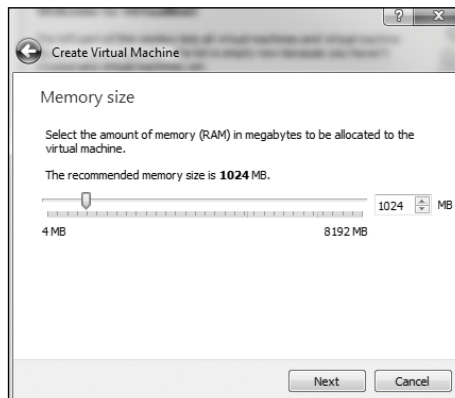 Create Virtual Machine
Memory size
Select the amount of memory (RAM) in megabytes to be allocated to the
virtual machine.
The recommended memory size is 1024 MB.
1024 MB
4 MB 8192 MB
Next Cancel